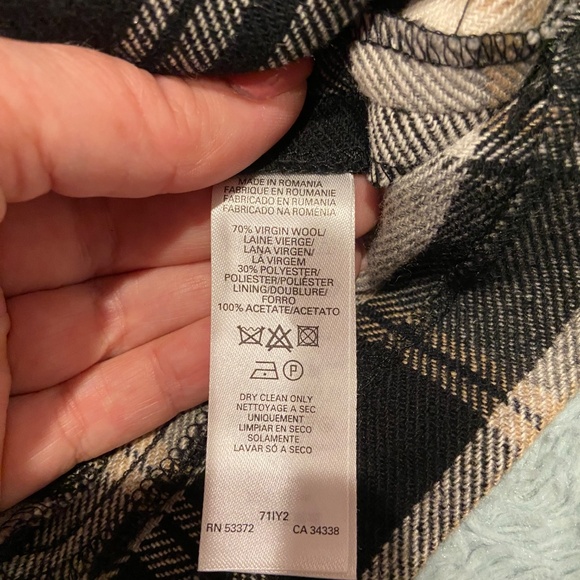 MADE IN ROMANIA
FABRIQUE EN ROUMANIE
FABRICADO EN RUMANÍA
FABRICADO NA ROMÉNIA
70% VIRGIN WOOL/
LAINE VIERGE/
LANA VIRGEN/
LÃ VIRGEM
30% POLYESTER/
POLIESTER/POLIÉSTER
LINING/DOUBLURE/
FORRO
100% ACETATE/ACETATO
P
DRY CLEAN ONLY
NETTOYAGE A SEC
UNIQUEMENT
LIMPIAR EN SECO
SOLAMENTE
LAVAR SÓ A SECO
71IY2
RN 53372 CA 34338